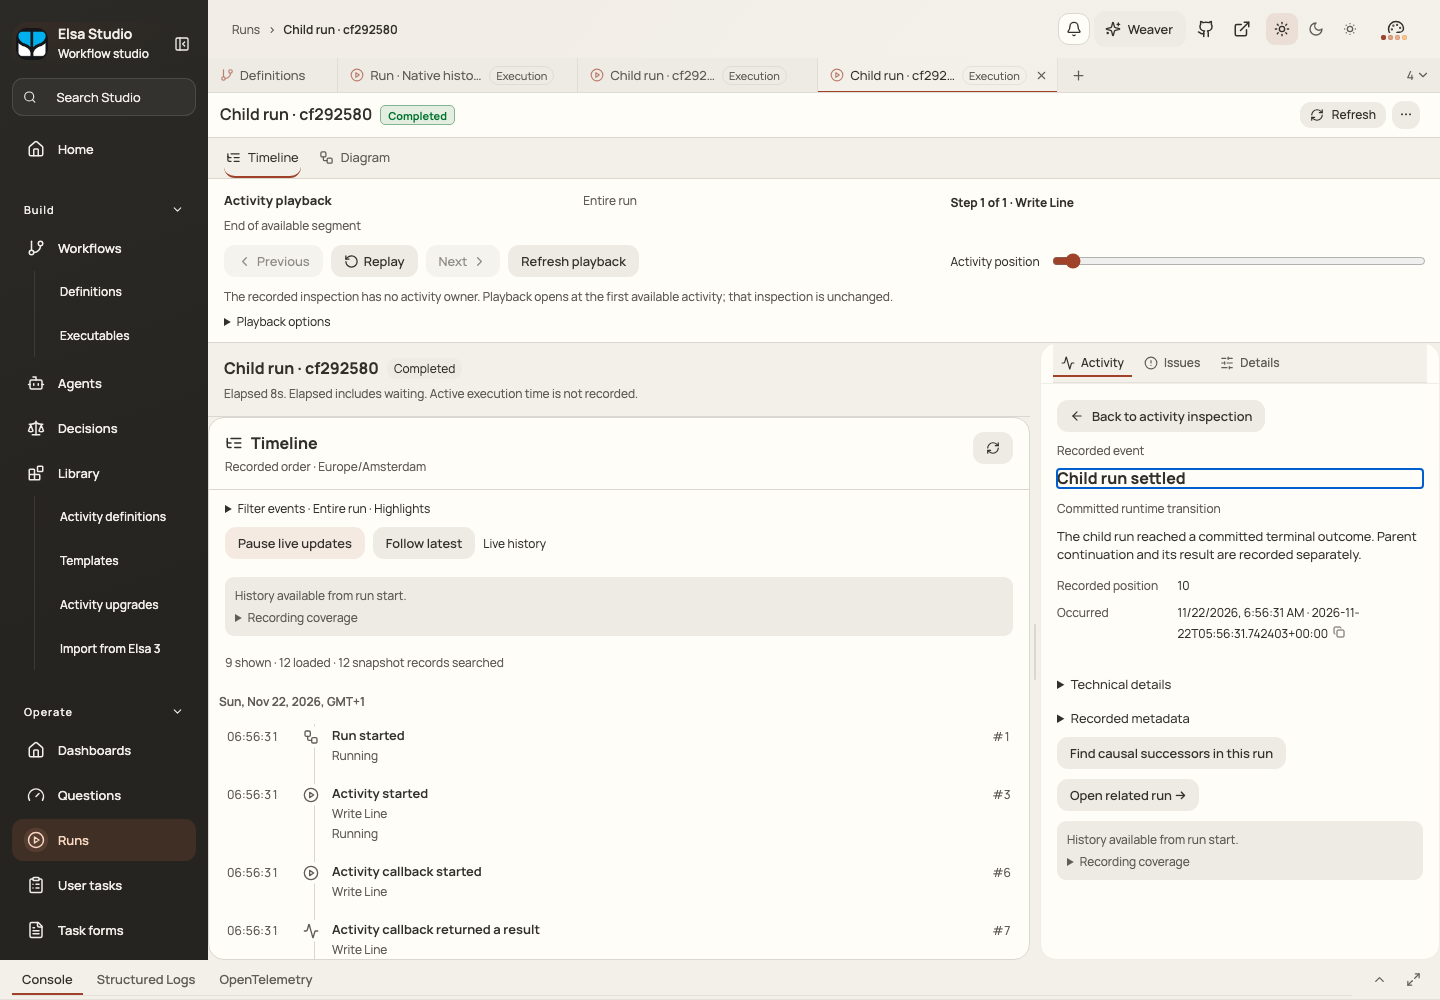 Elsa Studio
Workflow studio
Search Studio
Home
Build
Workflows
Definitions
Executables
Agents
Decisions
Library
Activity definitions
Templates
Activity upgrades
Import from Elsa 3
Operate
Dashboards
Questions
Runs
User tasks
Task forms
Runs › Child run · cf292580
Weaver
Definitions
Run · Native histo... Execution
Child run · cf292... Execution
Child run · cf292... Execution
4
Child run · cf292580 Completed
Refresh
Timeline
Diagram
Activity playback
Entire run
Step 1 of 1 · Write Line
End of available segment
Previous
Replay
Next
Refresh playback
Activity position
The recorded inspection has no activity owner. Playback opens at the first available activity; that inspection is unchanged.
Playback options
Child run · cf292580 Completed
Elapsed 8s. Elapsed includes waiting. Active execution time is not recorded.
Timeline
Recorded order · Europe/Amsterdam
Filter events · Entire run · Highlights
Pause live updates
Follow latest
Live history
History available from run start.
Recording coverage
9 shown · 12 loaded · 12 snapshot records searched
Sun, Nov 22, 2026, GMT+1
06:56:31 Run started #1
Running
06:56:31 Activity started #3
Write Line
Running
06:56:31 Activity callback started #6
Write Line
06:56:31 Activity callback returned a result #7
Write Line
Activity
Issues
Details
Back to activity inspection
Recorded event
Child run settled
Committed runtime transition
The child run reached a committed terminal outcome. Parent
continuation and its result are recorded separately.
Recorded position 10
Occurred 11/22/2026, 6:56:31 AM · 2026-11-
22T05:56:31.742403+00:00
Technical details
Recorded metadata
Find causal successors in this run
Open related run →
History available from run start.
Recording coverage
Console
Structured Logs
OpenTelemetry